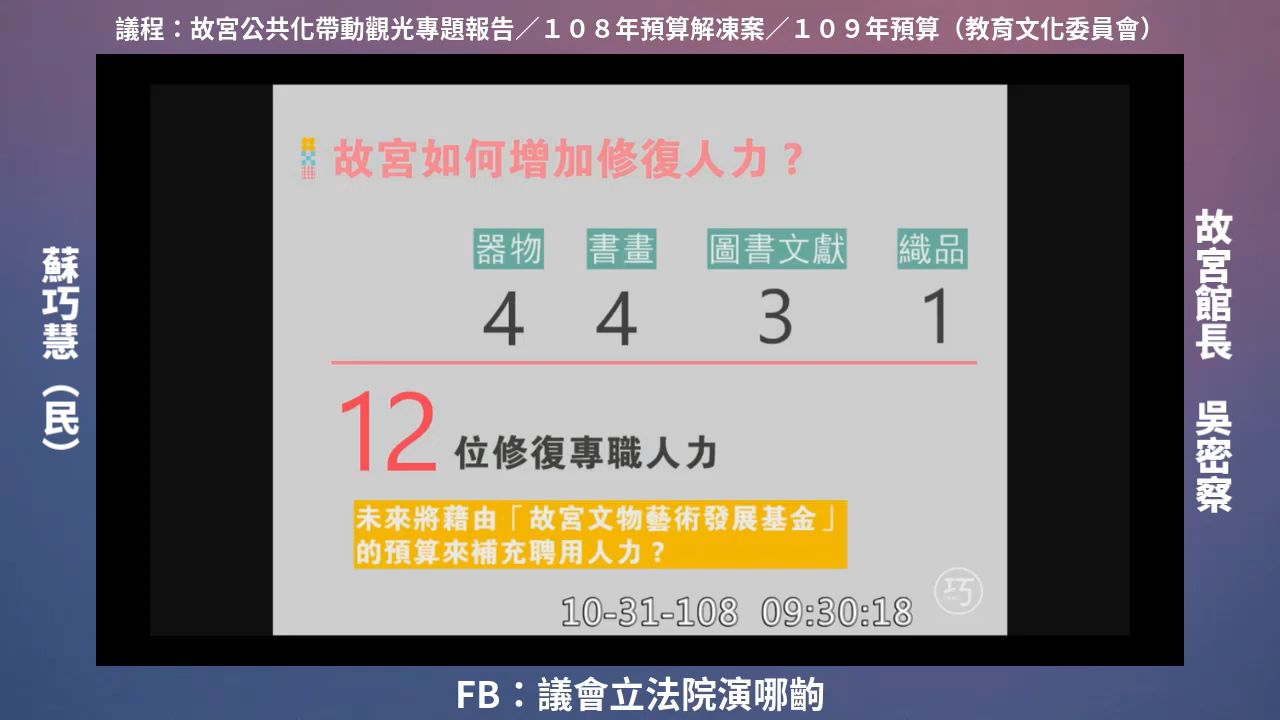 議程：故宮公共化帶動觀光專題報告／１０８年預算解凍案／１０９年預算（教育文化委員會）
蘇巧慧（民）
故宮如何增加修復人力？
器物 書畫 圖書文獻 織品
4 4 3 1
12位修復專職人力
未來將藉由「故宮文物藝術發展基金」
的預算來補充聘用人力？
巧
10-31-108 09:30:18
故宮館長 吳密察
FB：議會立法院演哪齣